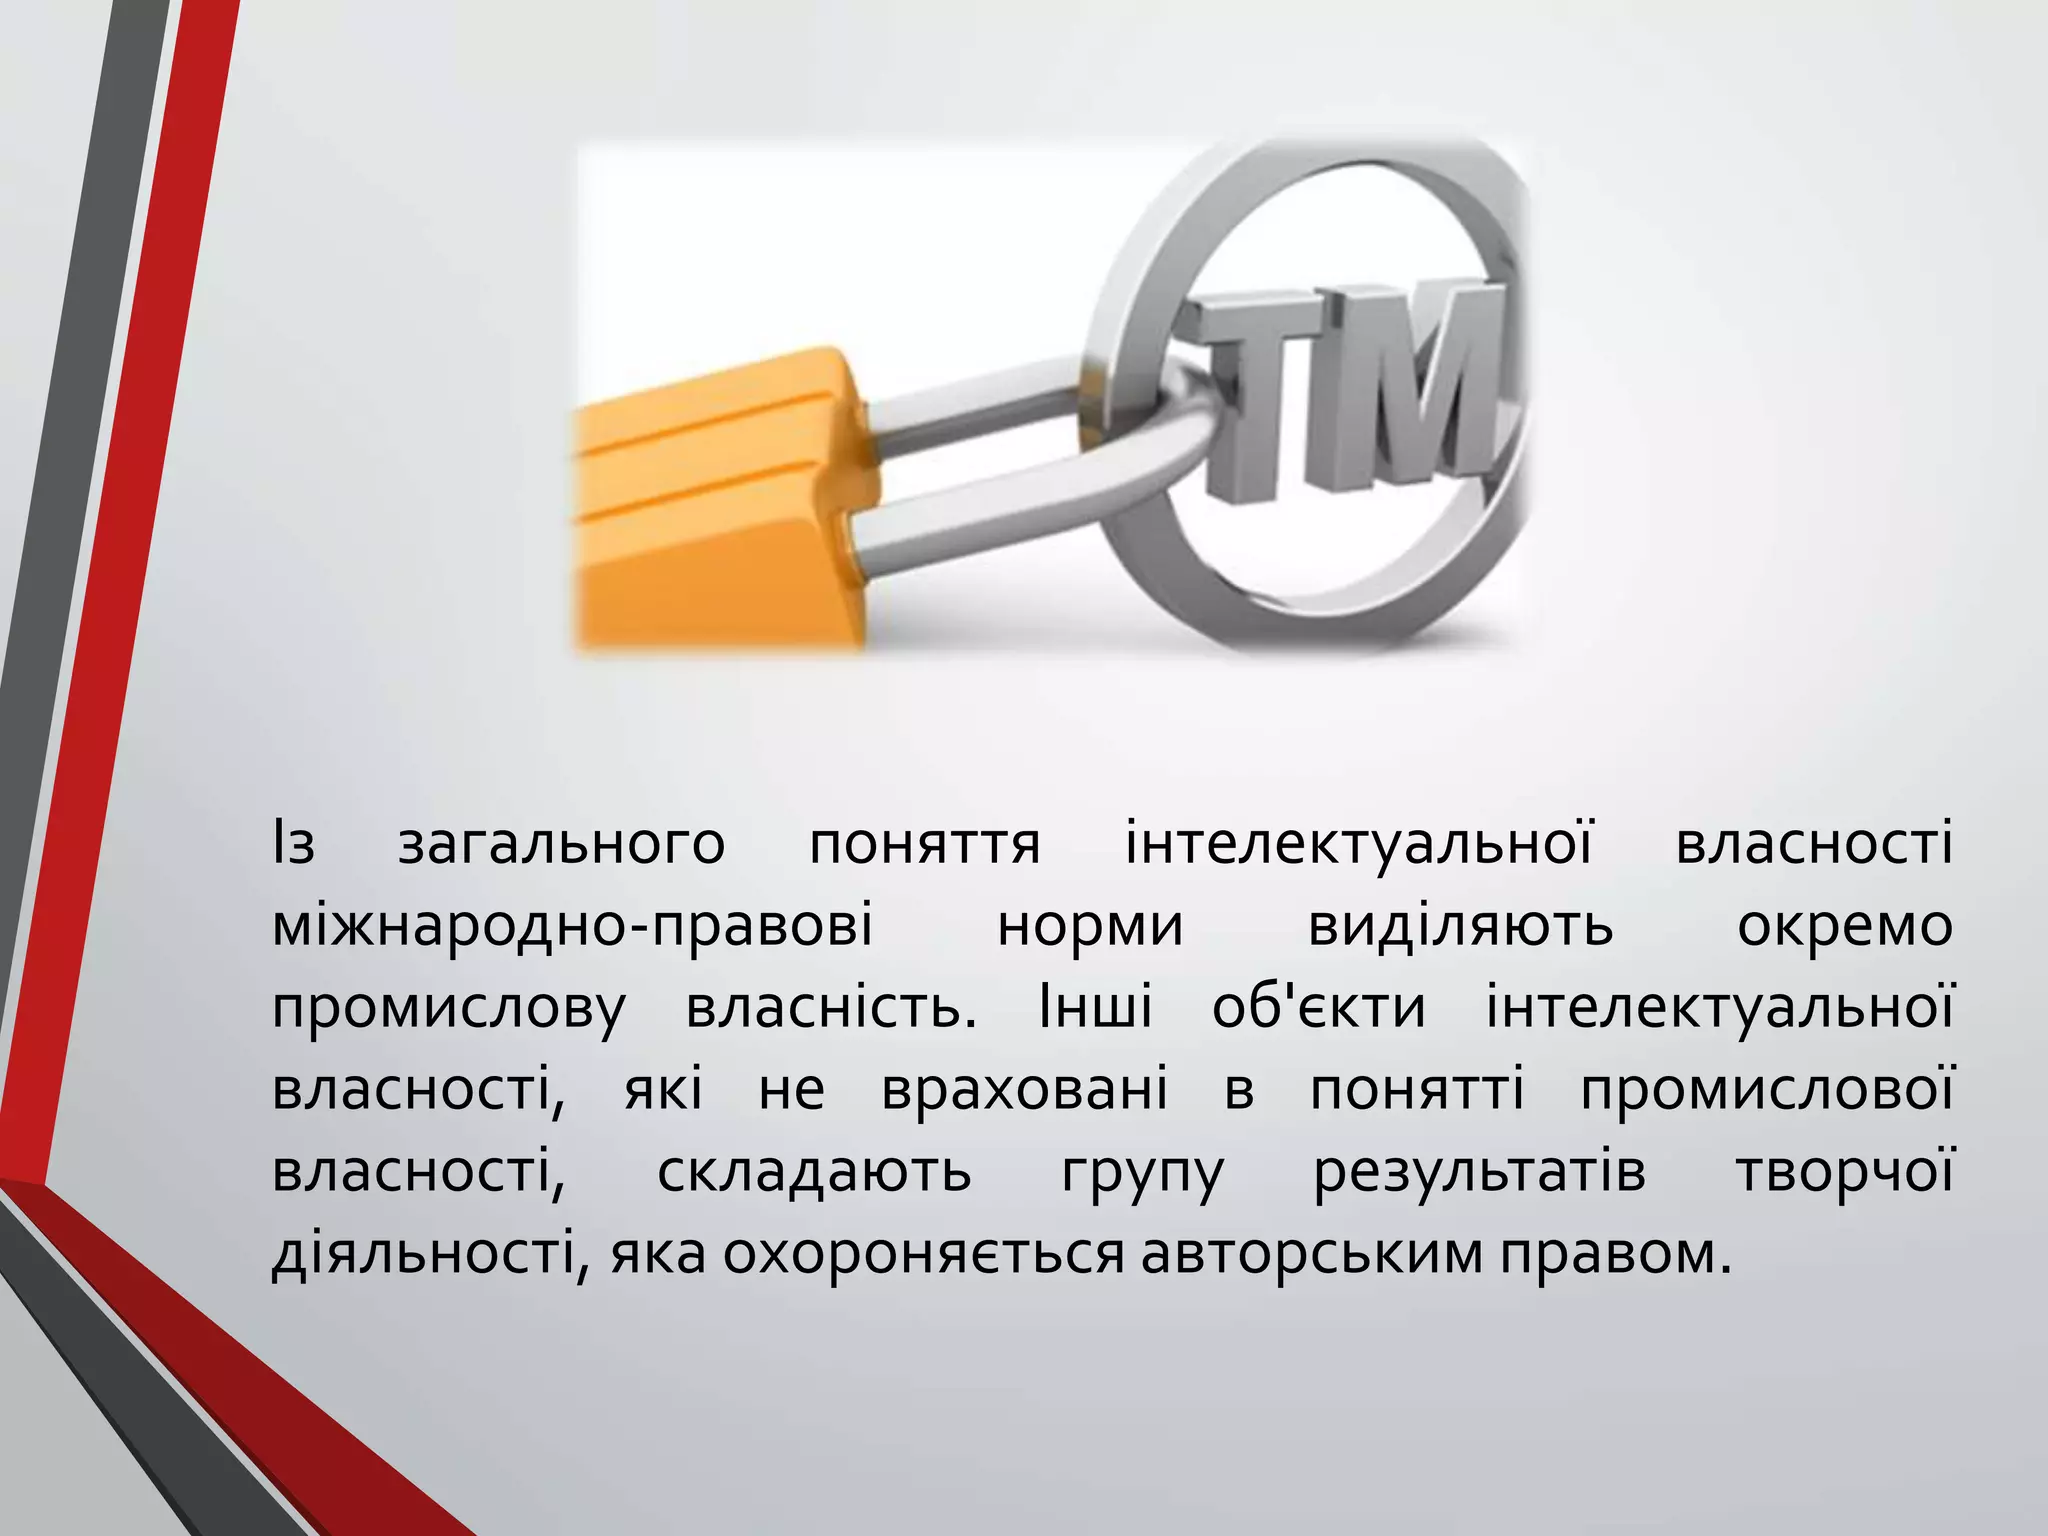 TM
Із загального поняття інтелектуальної власності
міжнародно-правові норми виділяють окремо
промислову власність. Інші об'єкти інтелектуальної
власності, які не враховані в понятті промислової
власності, складають групу результатів творчої
діяльності, яка охороняється авторським правом.